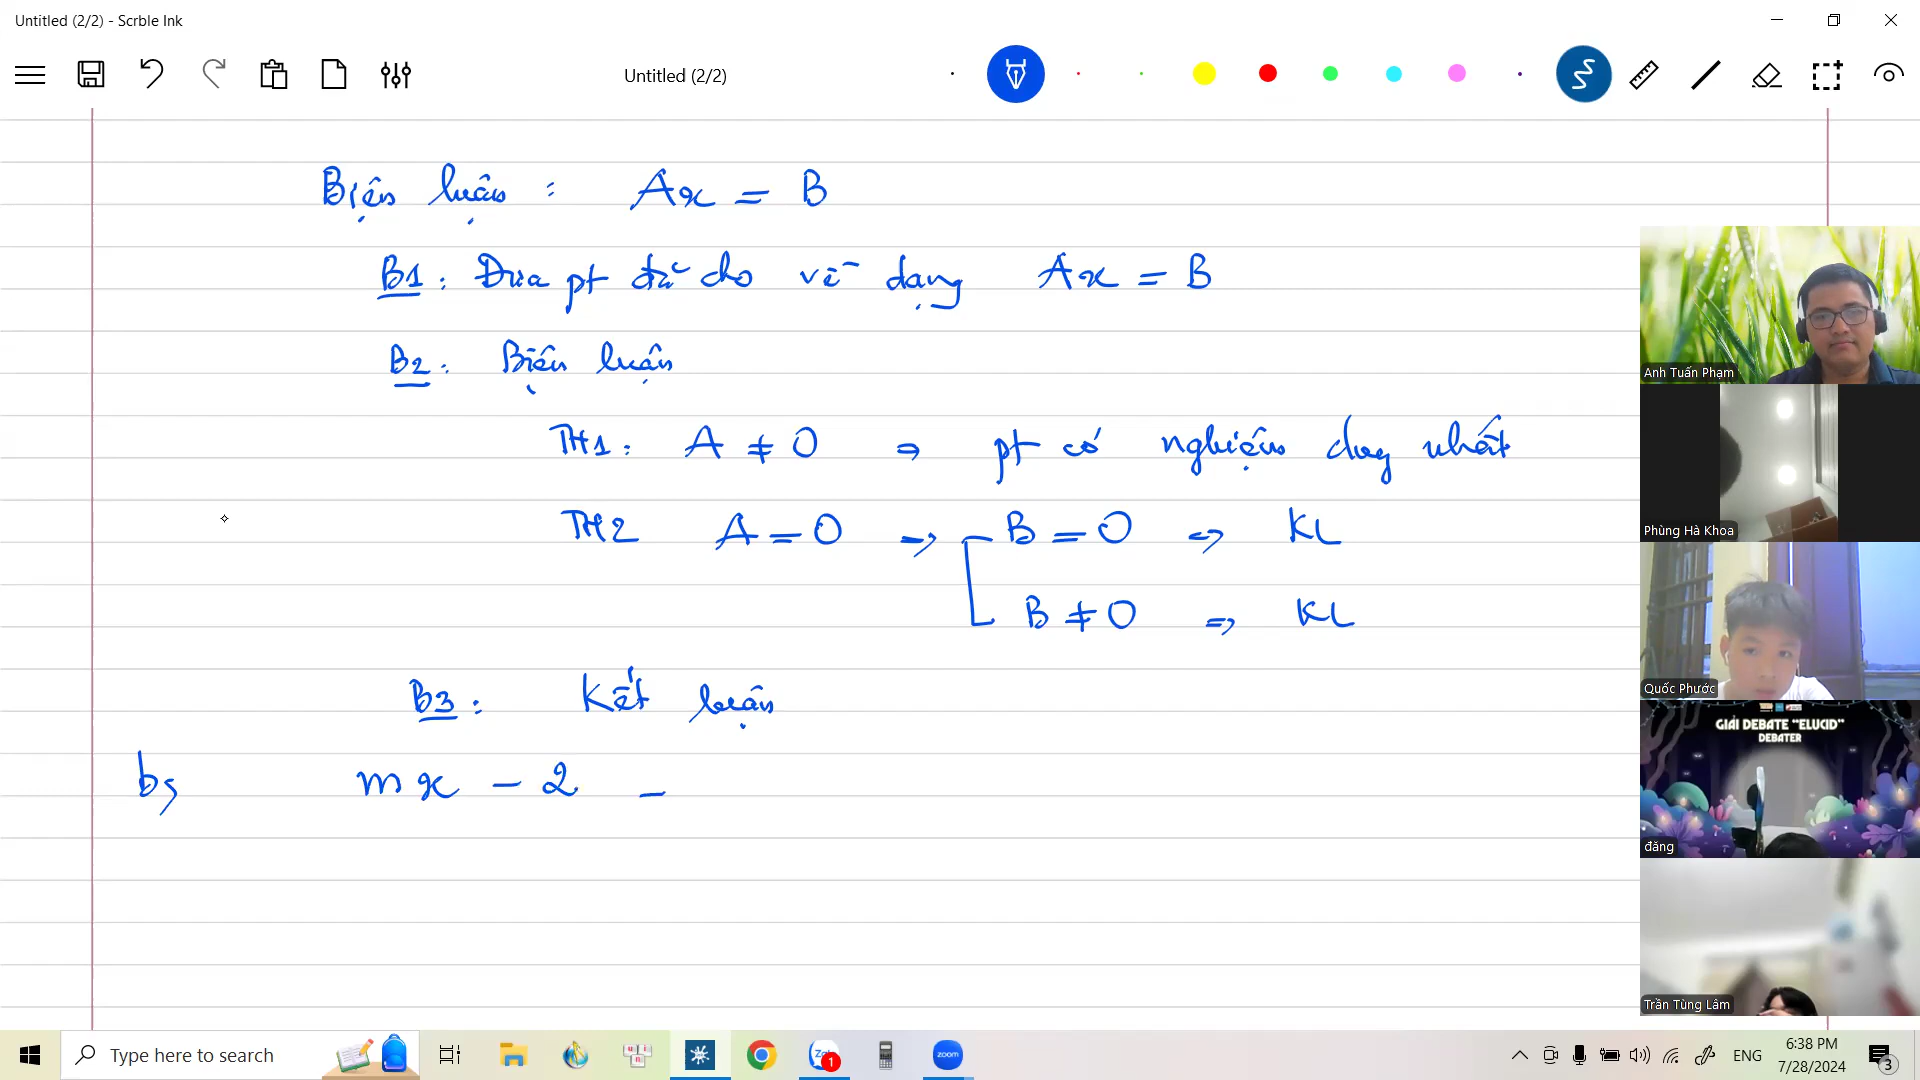 Untitled (2/2) - Scrble Ink
Untitled (2/2)
Biện luận : Ax = B
B1 : Đưa pt đã cho về dạng Ax = B
B2 : Biện luận
TH1 : A ≠ 0 ⇒ pt có nghiệm duy nhất
TH2 A = 0 ⇒ B = 0 ⇒ KL
B ≠ 0 ⇒ KL
B3 : Kết luận
b, mx - 2 -
Anh Tuấn Phạm
Phùng Hà Khoa
Quốc Phước
GIẢI DEBATE "ELUCID"
DEBATER
đăng
Trần Tùng Lâm
Type here to search
1
zoom
ENG
6:38 PM
7/28/2024
3